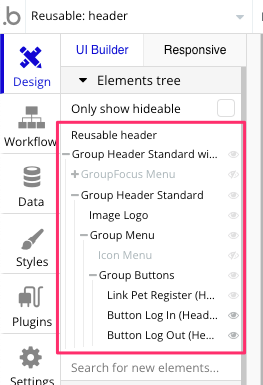 .b Reusable: header
UI Builder Responsive
Design
Elements tree
Only show hideable
Reusable header
Group Header Standard wi...
GroupFocus Menu
Group Header Standard
Image Logo
Group Menu
Icon Menu
Group Buttons
Link Pet Register (H...
Button Log In (Head...
Button Log Out (He...
Search for new elements...
Workflow
Data
Styles
Plugins
Settings